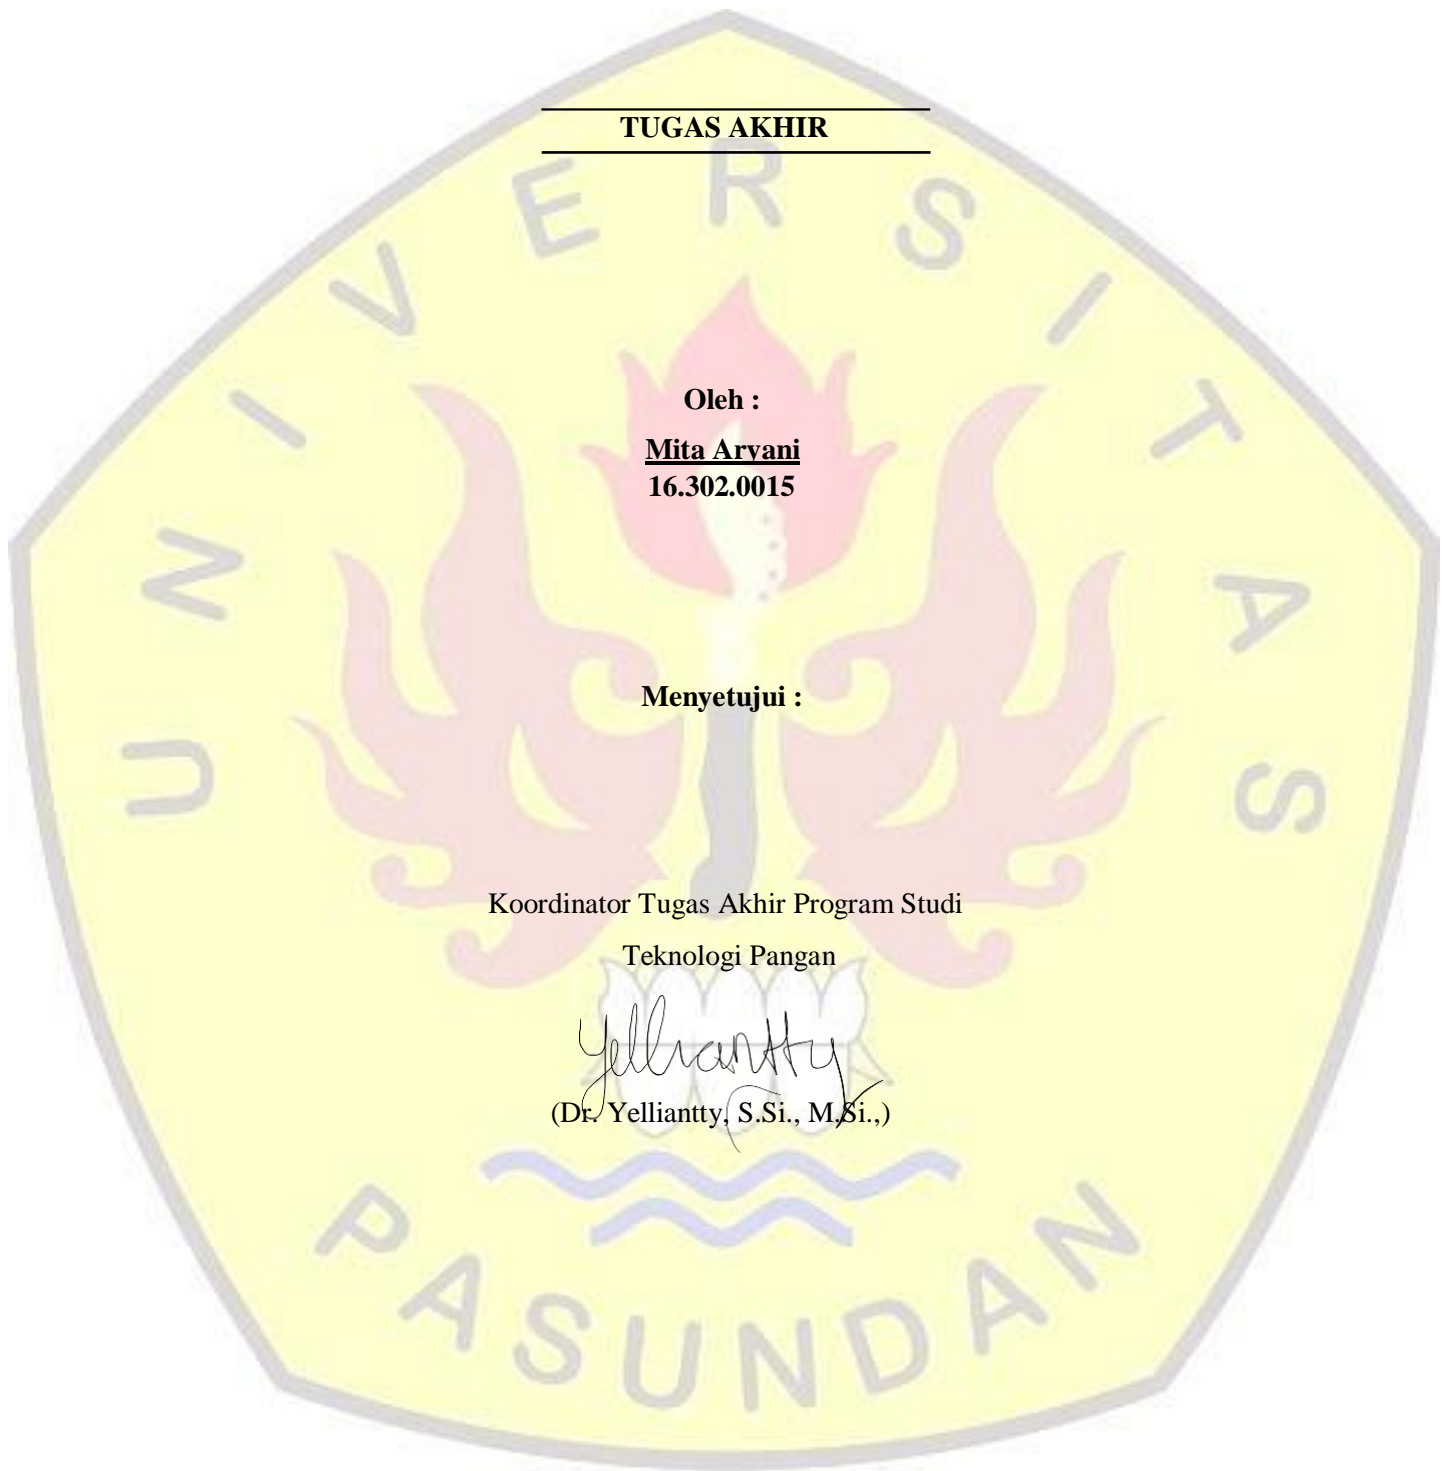 TUGAS AKHIR
UNIVERSITAS
Oleh :
Mita Aryani
16.302.0015
Menyetujui :
Koordinator Tugas Akhir Program Studi
Teknologi Pangan
Yelliantty
(Dr. Yelliantty, S.Si., M.Si.,)
PASUNDAN